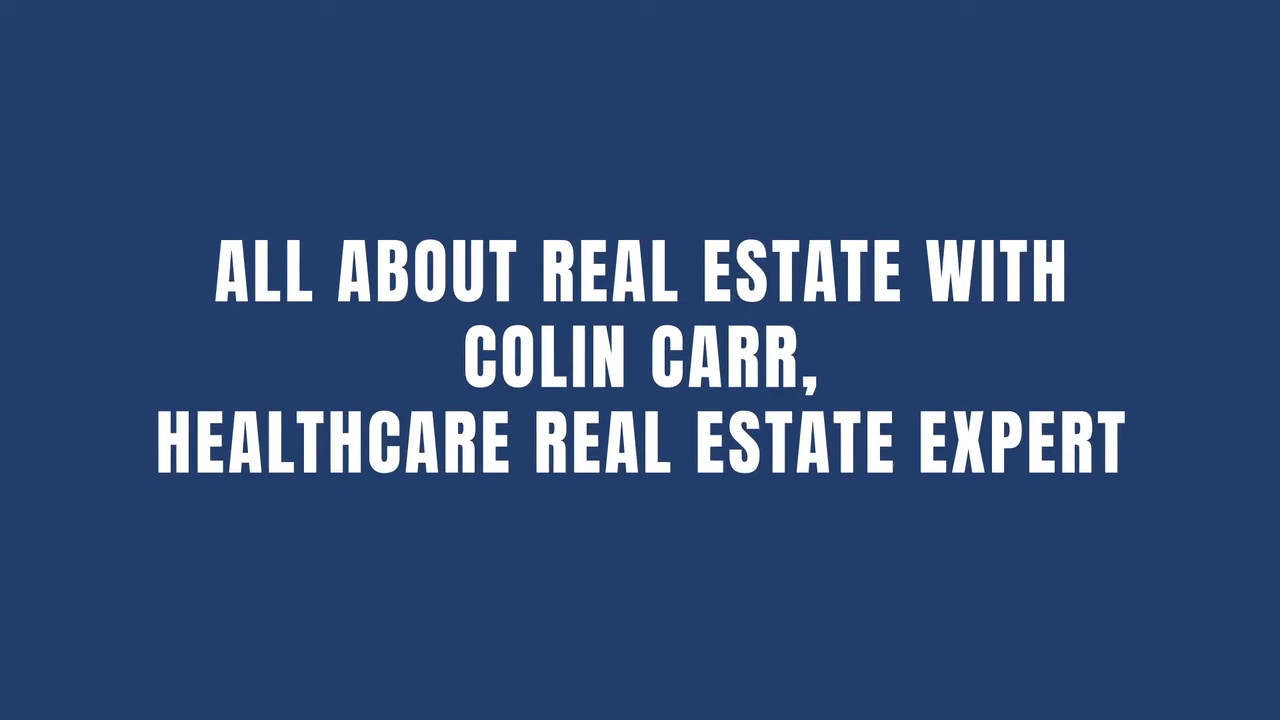 ALL ABOUT REAL ESTATE WITH
COLIN CARR,
HEALTHCARE REAL ESTATE EXPERT